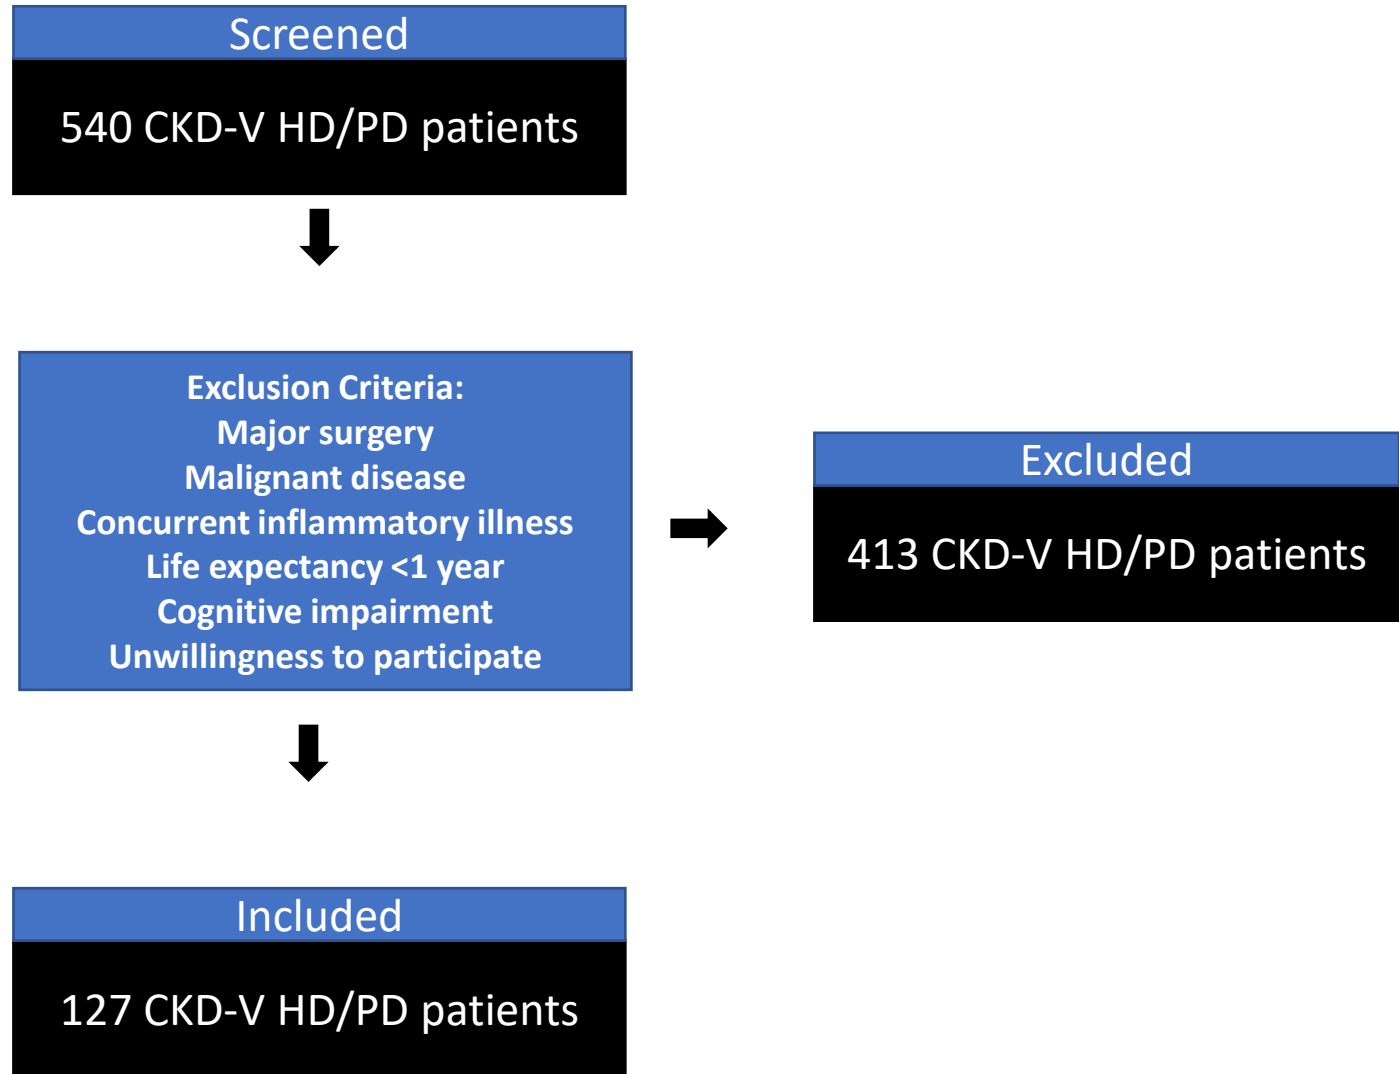 Screened
540 CKD-V HD/PD patients
Exclusion Criteria:
Major surgery
Malignant disease
Concurrent inflammatory illness
Life expectancy <1 year
Cognitive impairment
Unwillingness to participate
Excluded
413 CKD-V HD/PD patients
Included
127 CKD-V HD/PD patients